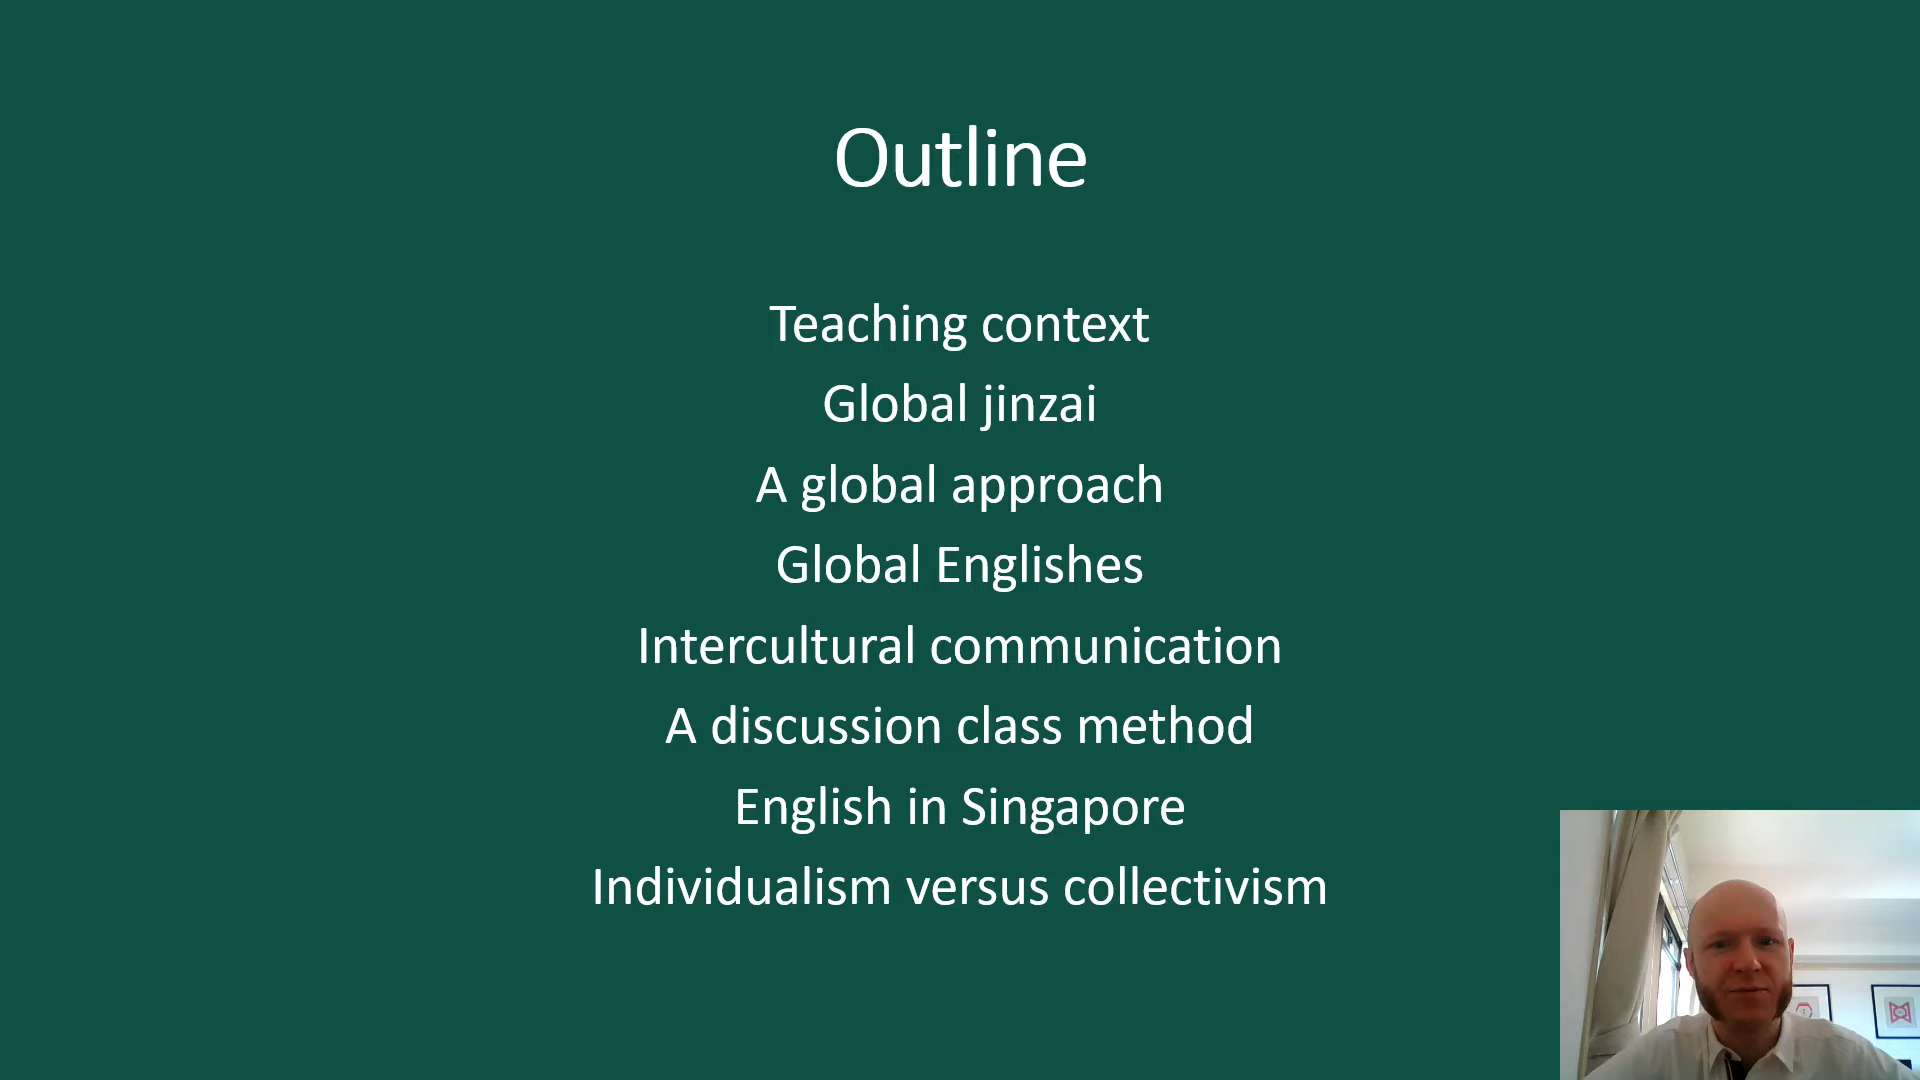 Outline
Teaching context
Global jinzai
A global approach
Global Englishes
Intercultural communication
A discussion class method
English in Singapore
Individualism versus collectivism